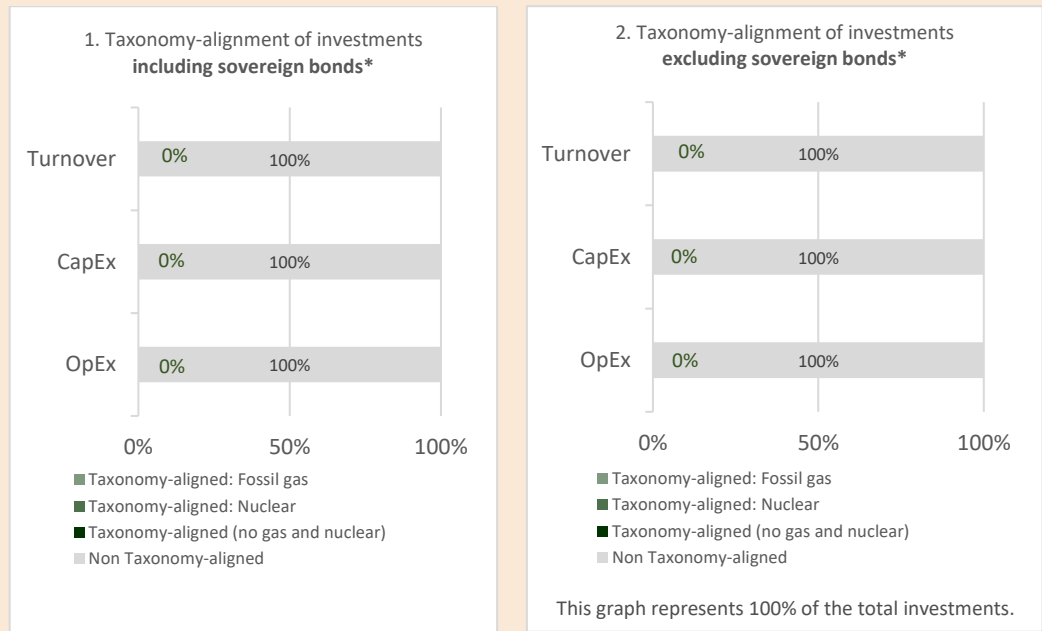 1. Taxonomy-alignment of investments
including sovereign bonds*
Turnover
0%
100%
CapEx
0%
100%
OpEx
0%
100%
0%
50%
100%
Taxonomy-aligned: Fossil gas
Taxonomy-aligned: Nuclear
Taxonomy-aligned (no gas and nuclear)
Non Taxonomy-aligned
2. Taxonomy-alignment of investments
excluding sovereign bonds*
Turnover
0%
100%
CapEx
0%
100%
OpEx
0%
100%
0%
50%
100%
Taxonomy-aligned: Fossil gas
Taxonomy-aligned: Nuclear
Taxonomy-aligned (no gas and nuclear)
Non Taxonomy-aligned
This graph represents 100% of the total investments.